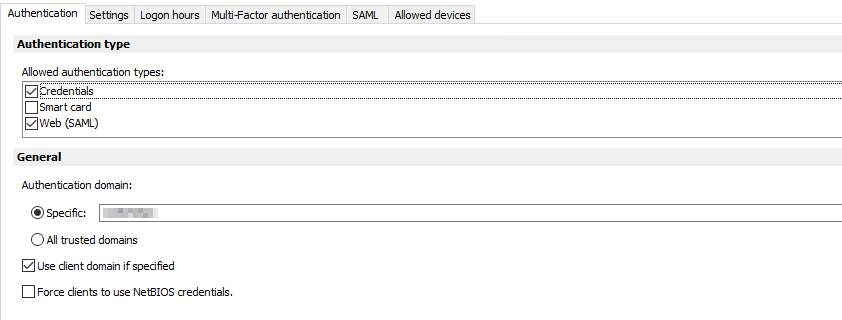 Authentication Settings Logon hours Multi-Factor authentication SAML Allowed devices
Authentication type
Allowed authentication types:
Credentials
Smart card
Web (SAML)
General
Authentication domain:
Specific:
All trusted domains
Use client domain if specified
Force clients to use NetBIOS credentials.